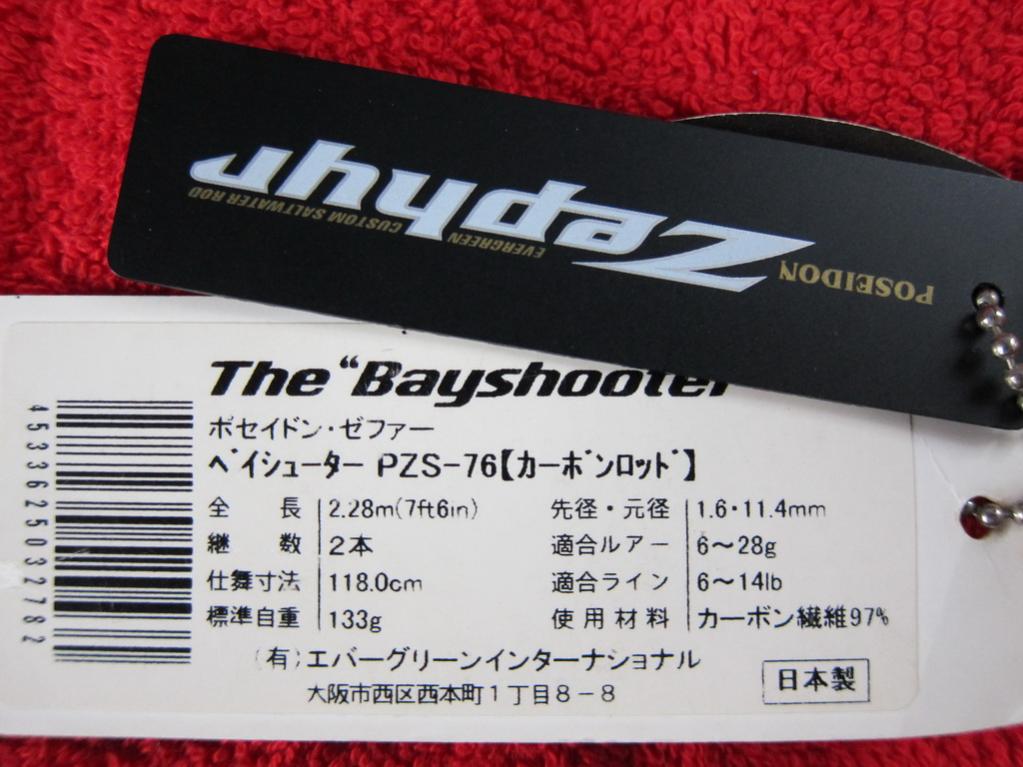 POSEIDON
Zephyr
EVERGREEN CUSTOM SALTWATER ROD
The “Bayshooter
ポセイドン・ゼファー
ベイシューター PZS-76【カーボンロッド】
全長 2.28m(7ft6in) 先径・元径 1.6・11.4mm
継数 2本 適合ルアー 6～28g
仕舞寸法 118.0cm 適合ライン 6～14lb
標準自重 133g 使用材料 カーボン繊維97%
(有)エバーグリーンインターナショナル
大阪市西区西本町1丁目8-8
日本製
4533625032782